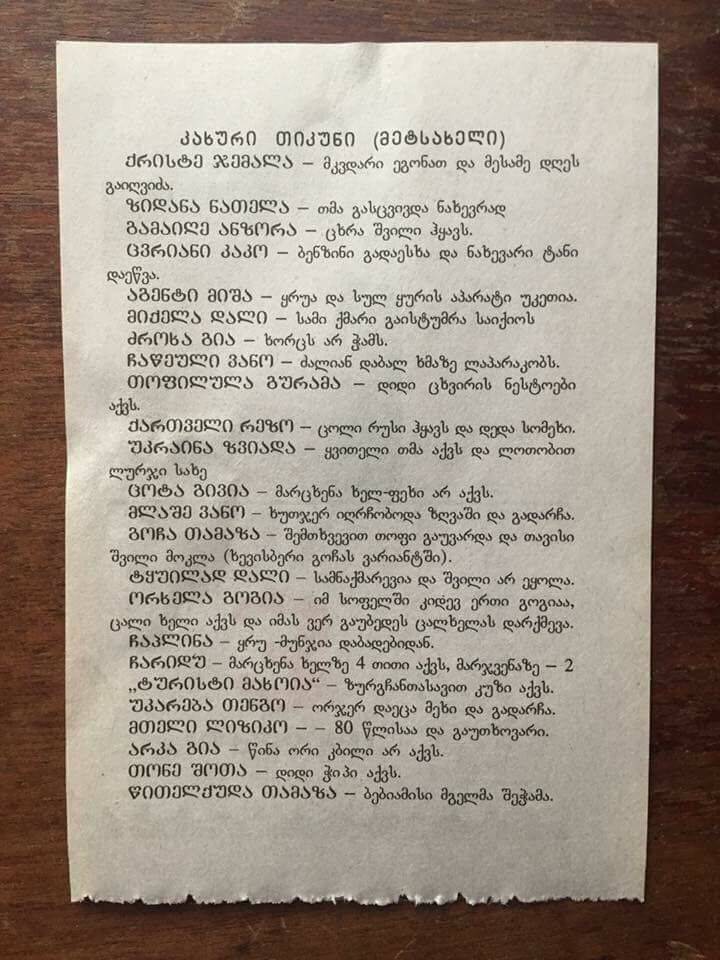 კახური თიკუნი (მეტსახელი)
ქრისტე ჯემალა – მკვდარი ეგონათ და მესამე დღეს
გაიღვიძა.
ზიდანა ნათელა – თმა გასცვივდა ნახევრად
გამაიღე ანზორა – ცხრა შვილი ჰყავს.
ცვრიანი კაკო – ბენზინი გადაესხა და ნახევარი ტანი
დაეწვა.
აგენტი მიშა – ყრუა და სულ ყურის აპარატი უკეთია.
მიქელა დალი – სამი ქმარი გაისტუმრა საიქიოს
ძროხა გია – ხორცს არ ჭამს.
ჩაწეული ვანო – ძალიან დაბალ ხმაზე ლაპარაკობს.
თოფილულა გურამა – დიდი ცხვირის ნესტოები
აქვს.
ქართველი რეზო – ცოლი რუსი ჰყავს და დედა სომეხი.
უკრაინა ზვიადა – ყვითელი თმა აქვს და ლოთობით
ლურჯი სახე
ცოტა გივია – მარცხენა ხელ-ფეხი არ აქვს.
მლაშე ვანო – ხუთჯერ იღრჩობოდა ზღვაში და გადარჩა.
გოჩა თამაზა – შემთხვევით თოფი გაუვარდა და თავისი
შვილი მოკლა (ხევისბერი გოჩას ვარიანტში).
ტყუილად დალი – სამნაქმარევია და შვილი არ ეყოლა.
ორხელა გოგია – იმ სოფელში კიდევ ერთი გოგიაა,
ცალი ხელი აქვს და იმას ვერ გაუბედეს ცალხელას დარქმევა.
ჩაპლინა – ყრუ -მუნჯია დაბადებიდან.
ჩარიდუ – მარცხენა ხელზე 4 თითი აქვს, მარჯვენაზე – 2
„ტურისტი მახოია“ – ზურგჩანთასავით კუზი აქვს.
უკარება თენგო – ორჯერ დაეცა მეხი და გადარჩა.
მთელი ლიზიკო – – 80 წლისაა და გაუთხოვარი.
არკა გია – წინა ორი კბილი არ აქვს.
თონე შოთა – დიდი ჭიპი აქვს.
წითელქუდა თამაზა – ბებიამისი მგელმა შეჭამა.